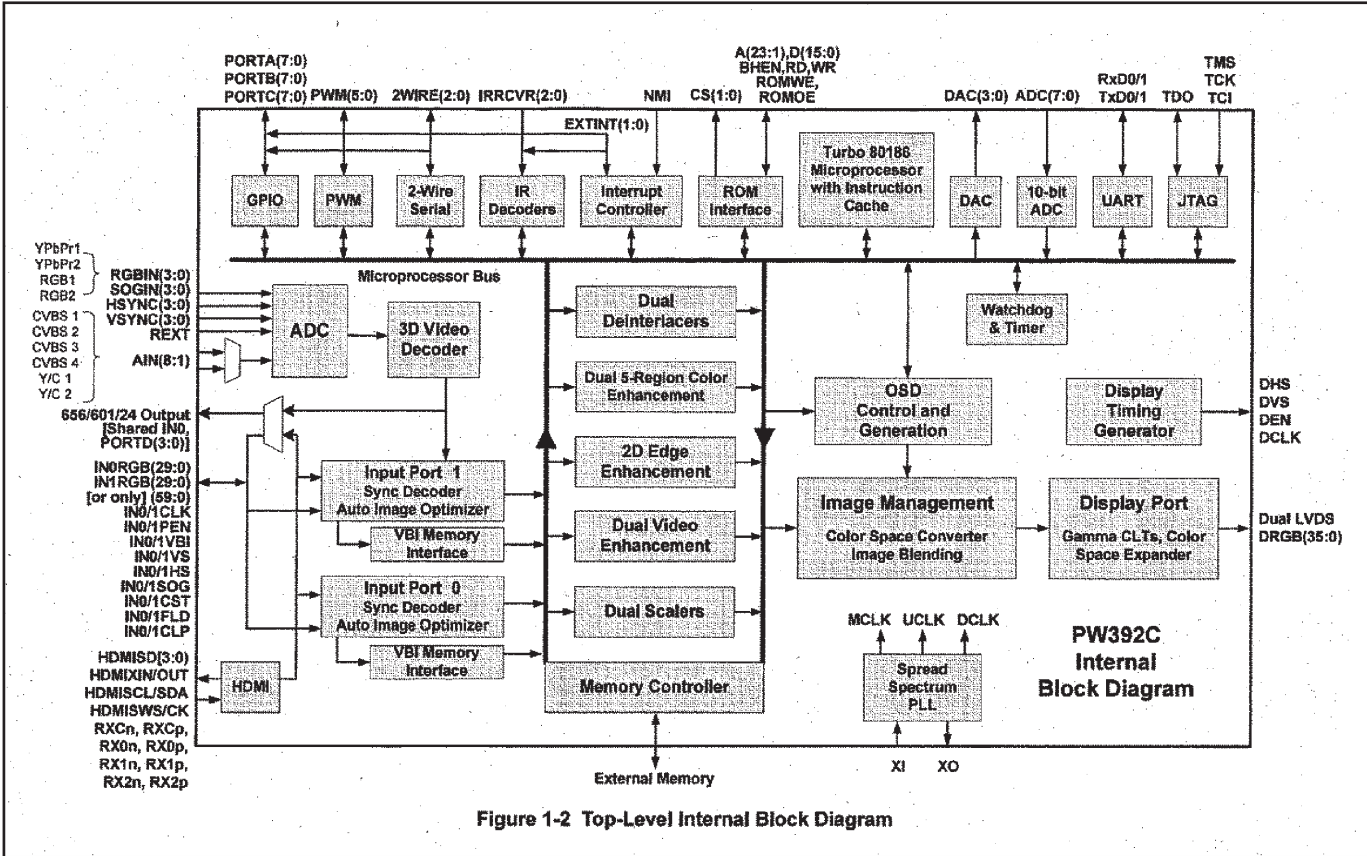 PORTA(7:0)
PORTB(7:0)
PORTC(7:0)
PWM(5:0)
2WIRE(2:0)
IRRCVR(2:0)
EXTINT(1:0)
NMI
CS(1:0)
A(23:1),D(15:0)
BHEN,RD,WR
ROMWE,
ROMOE
DAC(3:0)
ADC(7:0)
RxD0/1
TxD0/1
TDO
TMS
TCK
TCI
GPIO
PWM
2-Wire
Serial
IR
Decoders
Interrupt
Controller
ROM
Interface
Turbo 80186
Microprocessor
with Instruction
Cache
DAC
10-bit
ADC
UART
JTAG
Microprocessor Bus
YPbPr1
YPbPr2
RGB1
RGB2
CVBS 1
CVBS 2
CVBS 3
CVBS 4
Y/C 1
Y/C 2
RGBIN(3:0)
SOGIN(3:0)
HSYNC(3:0)
VSYNC(3:0)
REXT
AIN(8:1)
656/601/24 Output
[Shared IN0,
PORTD(3:0)]
IN0RGB(29:0)
IN1RGB(29:0)
[or only] (59:0)
IN0/1CLK
IN0/1PEN
IN0/1VBI
IN0/1VS
IN0/1HS
IN0/1SOG
IN0/1CST
IN0/1FLD
IN0/1CLP
HDMISD[3:0)
HDMIXIN/OUT
HDMISCL/SDA
HDMISWS/CK
RXCn, RXCp,
RX0n, RX0p,
RX1n, RX1p,
RX2n, RX2p
ADC
3D Video
Decoder
Input Port 1
Sync Decoder
Auto Image Optimizer
VBI Memory
Interface
Input Port 0
Sync Decoder
Auto Image Optimizer
VBI Memory
Interface
HDMI
Dual
Deinterlacers
Dual 5-Region Color
Enhancement
2D Edge
Enhancement
Dual Video
Enhancement
Dual Scalers
Memory Controller
External Memory
Watchdog
& Timer
OSD
Control and
Generation
Display
Timing
Generator
DHS
DVS
DEN
DCLK
Image Management
Color Space Converter
Image Blending
Display Port
Gamma CLTs, Color
Space Expander
Dual LVDS
DRGB(35:0)
MCLK
UCLK
DCLK
Spread
Spectrum
PLL
XI
XO
PW392C
Internal
Block Diagram
Figure 1-2 Top-Level Internal Block Diagram